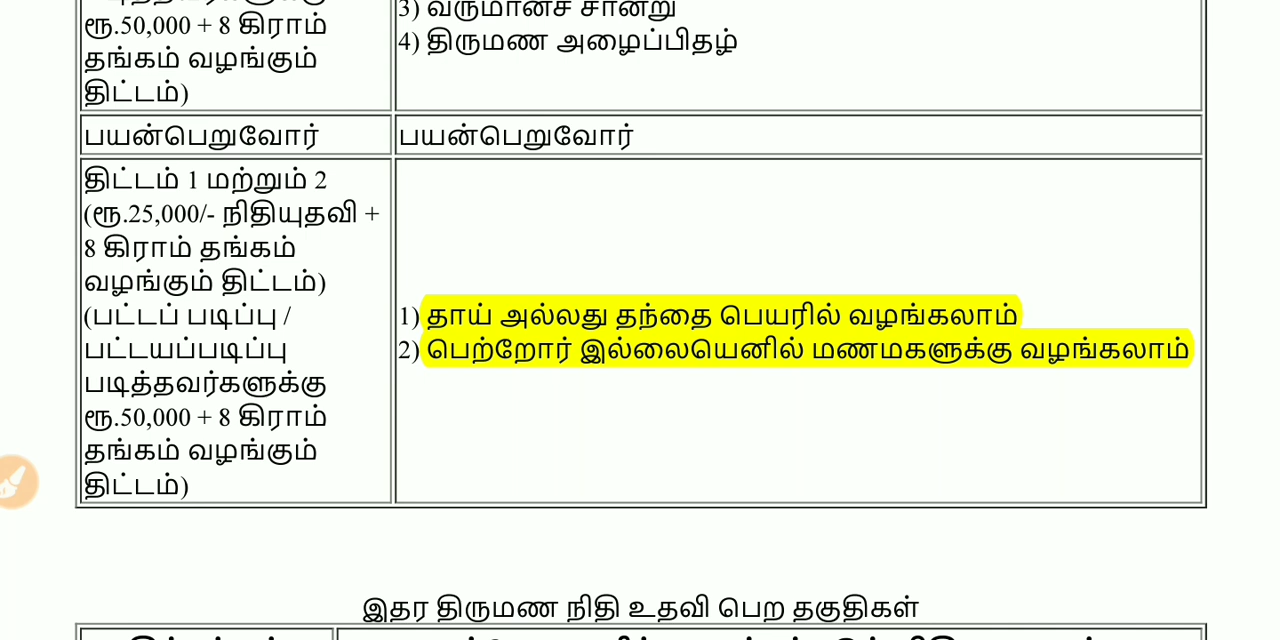 ரூ.50,000 + 8 கிராம்
தங்கம் வழங்கும்
திட்டம்)
3) வருமானச் சான்று
4) திருமண அழைப்பிதழ்
பயன்பெறுவோர்
பயன்பெறுவோர்
திட்டம் 1 மற்றும் 2
(ரூ.25,000/- நிதியுதவி +
8 கிராம் தங்கம்
வழங்கும் திட்டம்)
(பட்டப் படிப்பு /
பட்டயப்படிப்பு
படித்தவர்களுக்கு
ரூ.50,000 + 8 கிராம்
தங்கம் வழங்கும்
திட்டம்)
1) தாய் அல்லது தந்தை பெயரில் வழங்கலாம்
2) பெற்றோர் இல்லையெனில் மணமகளுக்கு வழங்கலாம்
இதர திருமண நிதி உதவி பெற தகுதிகள்